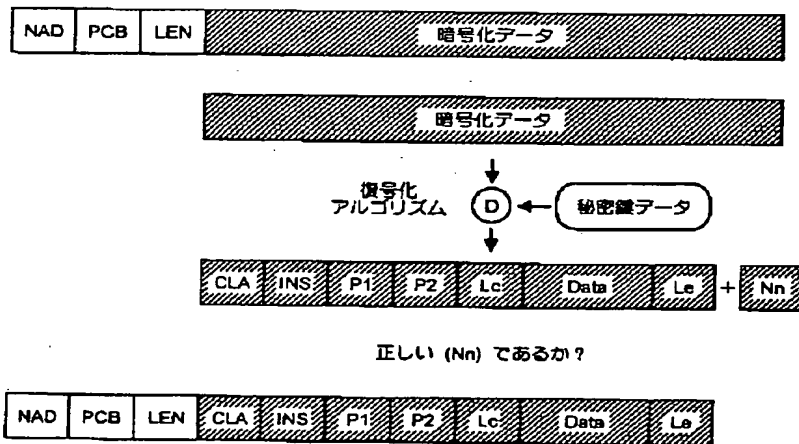 NAD PCB LEN 暗号化データ
暗号化データ
復号化
アルゴリズム D 秘密鍵データ
CLA INS P1 P2 Lc Data Le + Nn
正しい (Nn) であるか?
NAD PCB LEN CLA INS P1 P2 Lc Data Le